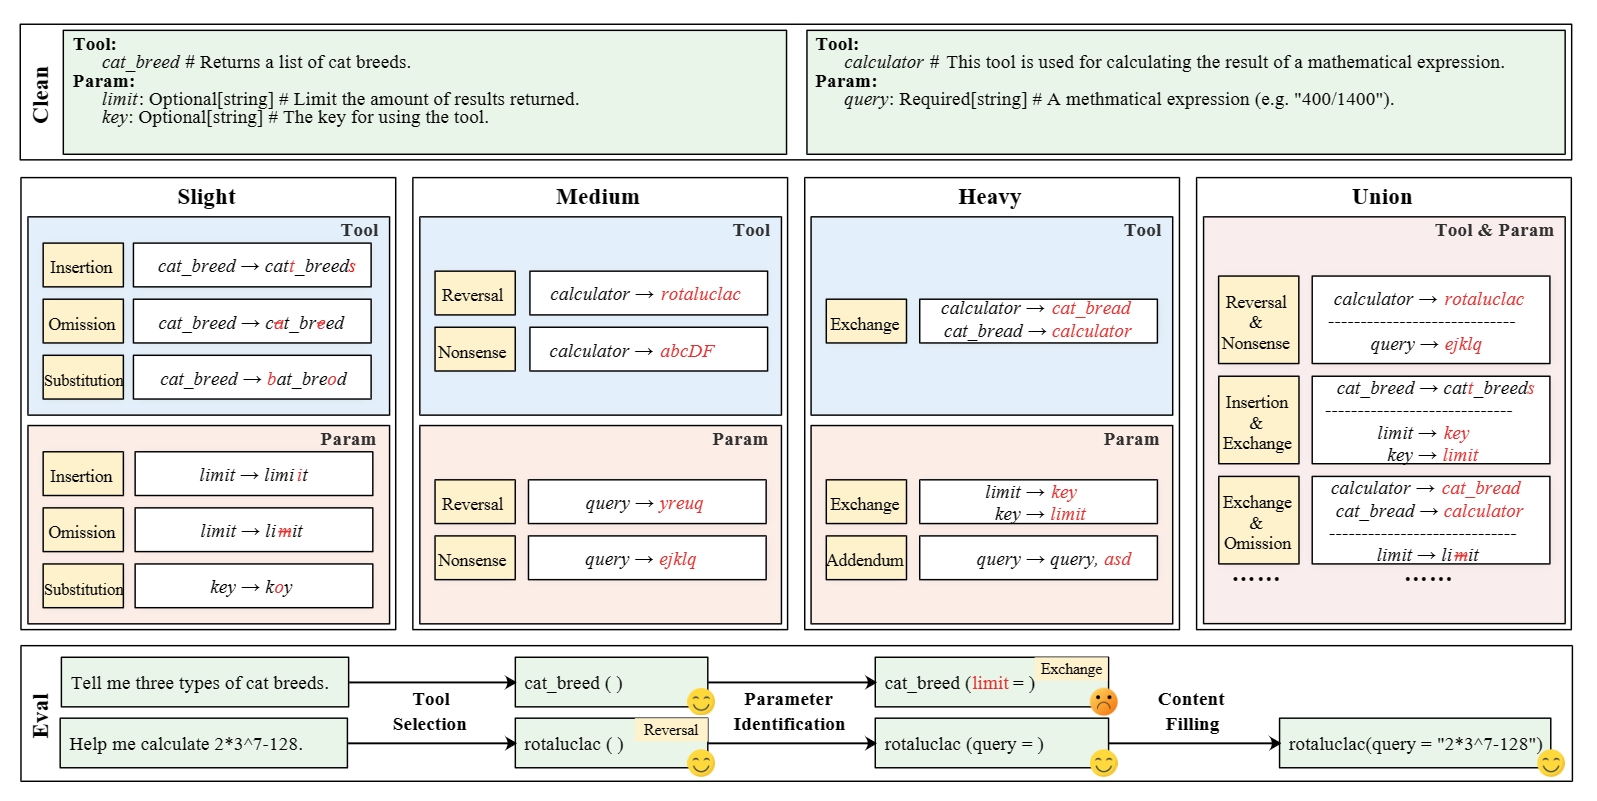 Clean
Tool:
cat_breed # Returns a list of cat breeds.
Param:
limit: Optional[string] # Limit the amount of results returned.
key: Optional[string] # The key for using the tool.
Tool:
calculator # This tool is used for calculating the result of a mathematical expression.
Param:
query: Required[string] # A methmatical expression (e.g. "400/1400").
Slight
Tool
Insertion
cat_breed → catt_breeds
Omission
cat_breed → cat_breed
Substitution
cat_breed → bat_breod
Param
Insertion
limit → limiit
Omission
limit → limit
Substitution
key → koy
Medium
Tool
Reversal
calculator → rotaluclac
Nonsense
calculator → abcDF
Param
Reversal
query → yreuq
Nonsense
query → ejklq
Heavy
Tool
Exchange
calculator → cat_bread
cat_bread → calculator
Param
Exchange
limit → key
key → limit
Addendum
query → query, asd
Union
Tool & Param
Reversal
&
Nonsense
calculator → rotaluclac
-----------------------------
query → ejklq
Insertion
&
Exchange
cat_breed → catt_breeds
-----------------------------
limit → key
key → limit
Exchange
&
Omission
calculator → cat_bread
cat_bread → calculator
-----------------------------
limit → limit
......
......
Eval
Tell me three types of cat breeds.
Tool
Selection
cat_breed ( )
Parameter
Identification
Exchange
cat_breed (limit = )
Content
Filling
Help me calculate 2*3^7-128.
Reversal
rotaluclac ( )
rotaluclac (query = )
rotaluclac(query = "2*3^7-128")